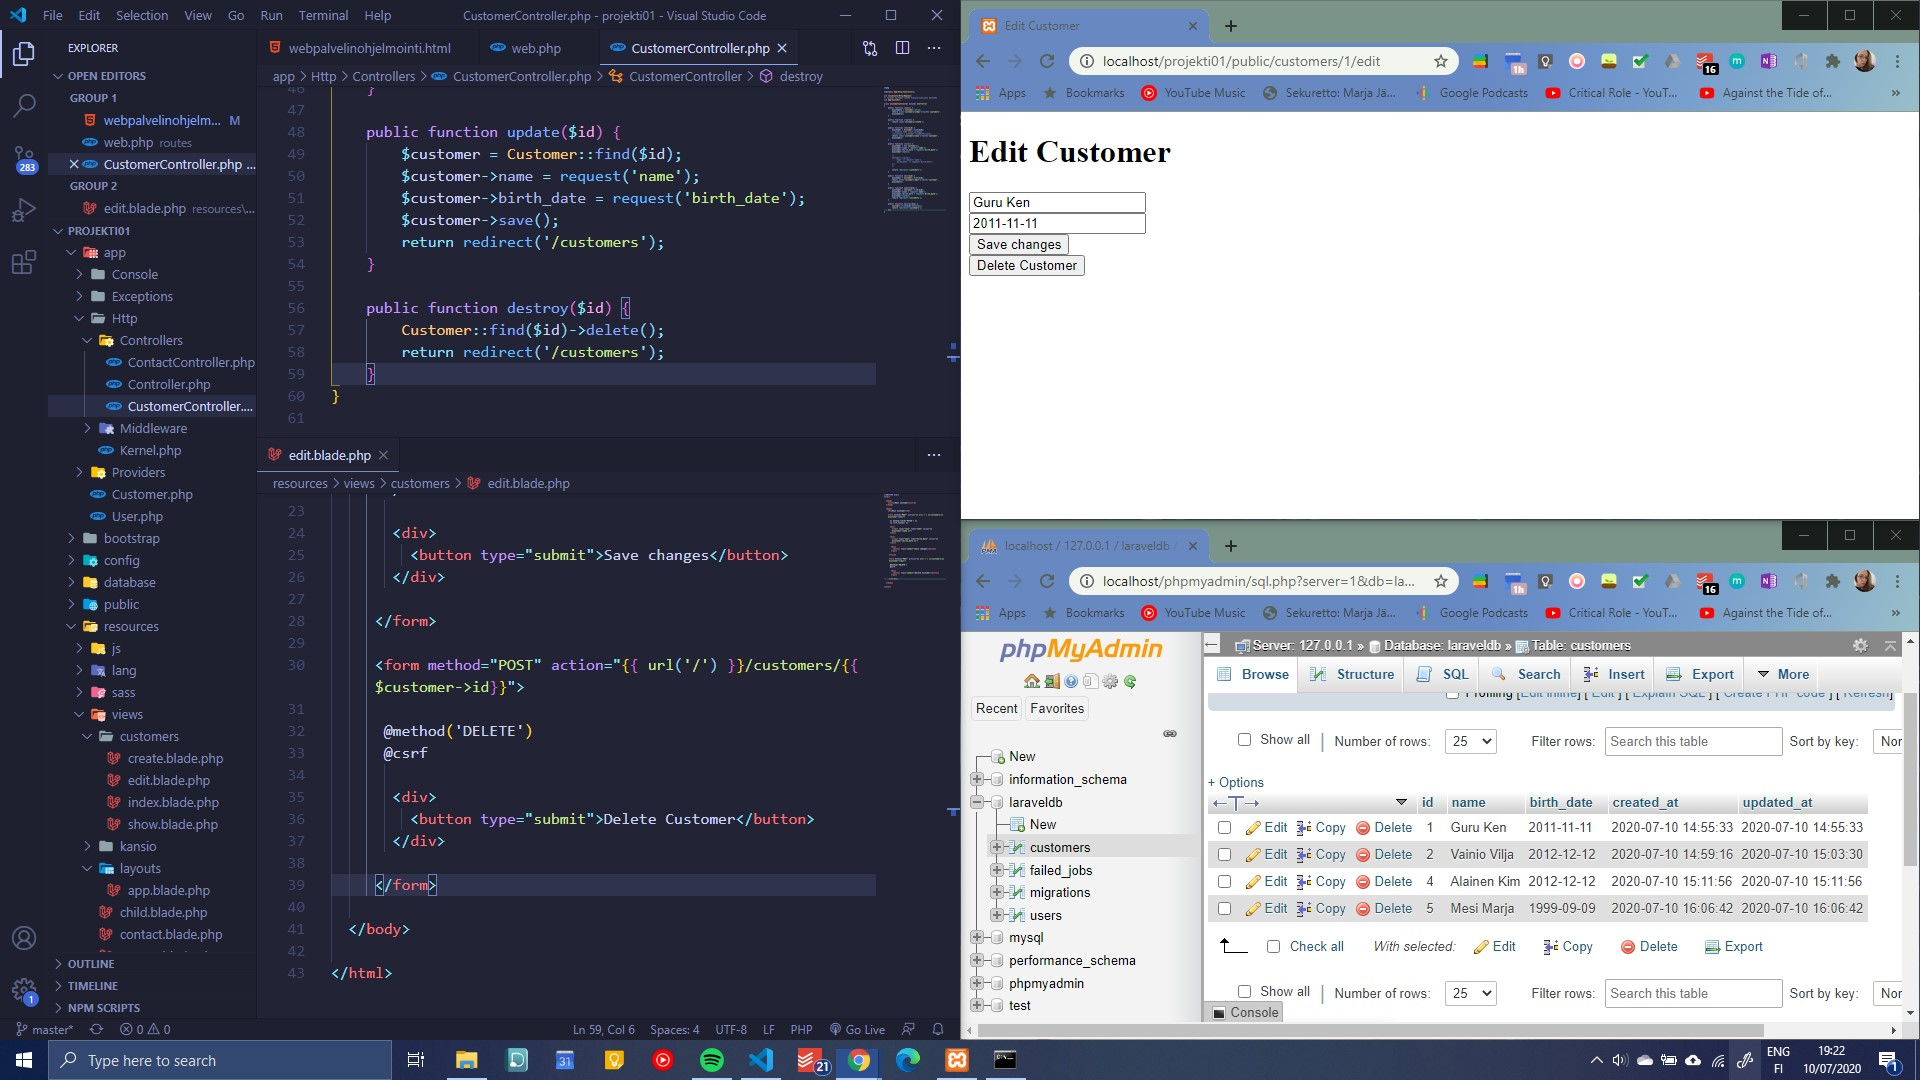 File Edit Selection View Go Run Terminal Help
CustomerController.php - projekti01 - Visual Studio Code
EXPLORER
OPEN EDITORS
GROUP 1
webpalvelinohjelm... M
web.php routes
CustomerController.php ...
GROUP 2
edit.blade.php resources\...
PROJEKTI01
app
Console
Exceptions
Http
Controllers
ContactController.php
Controller.php
CustomerController....
Middleware
Kernel.php
Providers
Customer.php
User.php
bootstrap
config
database
public
resources
js
lang
sass
views
customers
create.blade.php
edit.blade.php
index.blade.php
show.blade.php
kansio
layouts
app.blade.php
child.blade.php
contact.blade.php
OUTLINE
TIMELINE
NPM SCRIPTS
283
1
webpalvelinohjelmointi.html
web.php
CustomerController.php
app > Http > Controllers > CustomerController.php > CustomerController > destroy
46 }
47
48 public function update($id) {
49 $customer = Customer::find($id);
50 $customer->name = request('name');
51 $customer->birth_date = request('birth_date');
52 $customer->save();
53 return redirect('/customers');
54 }
55
56 public function destroy($id) {
57 Customer::find($id)->delete();
58 return redirect('/customers');
59 }
60 }
61
edit.blade.php
resources > views > customers > edit.blade.php
23
24 <div>
25 <button type="submit">Save changes</button>
26 </div>
27
28 </form>
29
30 <form method="POST" action="{{ url('/') }}/customers/{{
$customer->id}}">
31
32 @method('DELETE')
33 @csrf
34
35 <div>
36 <button type="submit">Delete Customer</button>
37 </div>
38
39 </form>
40
41 </body>
42
43 </html>
master* 0 0 Ln 59, Col 6 Spaces: 4 UTF-8 LF PHP Go Live
Edit Customer
localhost/projekti01/public/customers/1/edit
1h 16
Apps Bookmarks YouTube Music Sekuretto: Marja Jä... Google Podcasts Critical Role - YouT... Against the Tide of... »
Edit Customer
Guru Ken
2011-11-11
Save changes
Delete Customer
localhost / 127.0.0.1 / laraveldb
localhost/phpmyadmin/sql.php?server=1&db=la...
1h 16
Apps Bookmarks YouTube Music Sekuretto: Marja Jä... Google Podcasts Critical Role - YouT... Against the Tide of... »
phpMyAdmin
Recent Favorites
New
information_schema
laraveldb
New
customers
failed_jobs
migrations
users
mysql
performance_schema
phpmyadmin
test
Server: 127.0.0.1 » Database: laraveldb » Table: customers
Browse Structure SQL Search Insert Export More
Profiling [Edit inline] [ Edit ] [ Explain SQL ] [ Create PHP code ] [ Refresh]
Show all | Number of rows: 25 Filter rows: Search this table Sort by key: Nor
+ Options
id name birth_date created_at updated_at
Edit Copy Delete 1 Guru Ken 2011-11-11 2020-07-10 14:55:33 2020-07-10 14:55:33
Edit Copy Delete 2 Vainio Vilja 2012-12-12 2020-07-10 14:59:16 2020-07-10 15:03:30
Edit Copy Delete 4 Alainen Kim 2012-12-12 2020-07-10 15:11:56 2020-07-10 15:11:56
Edit Copy Delete 5 Mesi Marja 1999-09-09 2020-07-10 16:06:42 2020-07-10 16:06:42
Check all With selected: Edit Copy Delete Export
Show all | Number of rows: 25 Filter rows: Search this table Sort by key: Nor
Console
Type here to search
31
21
ENG
FI
19:22
10/07/2020
1